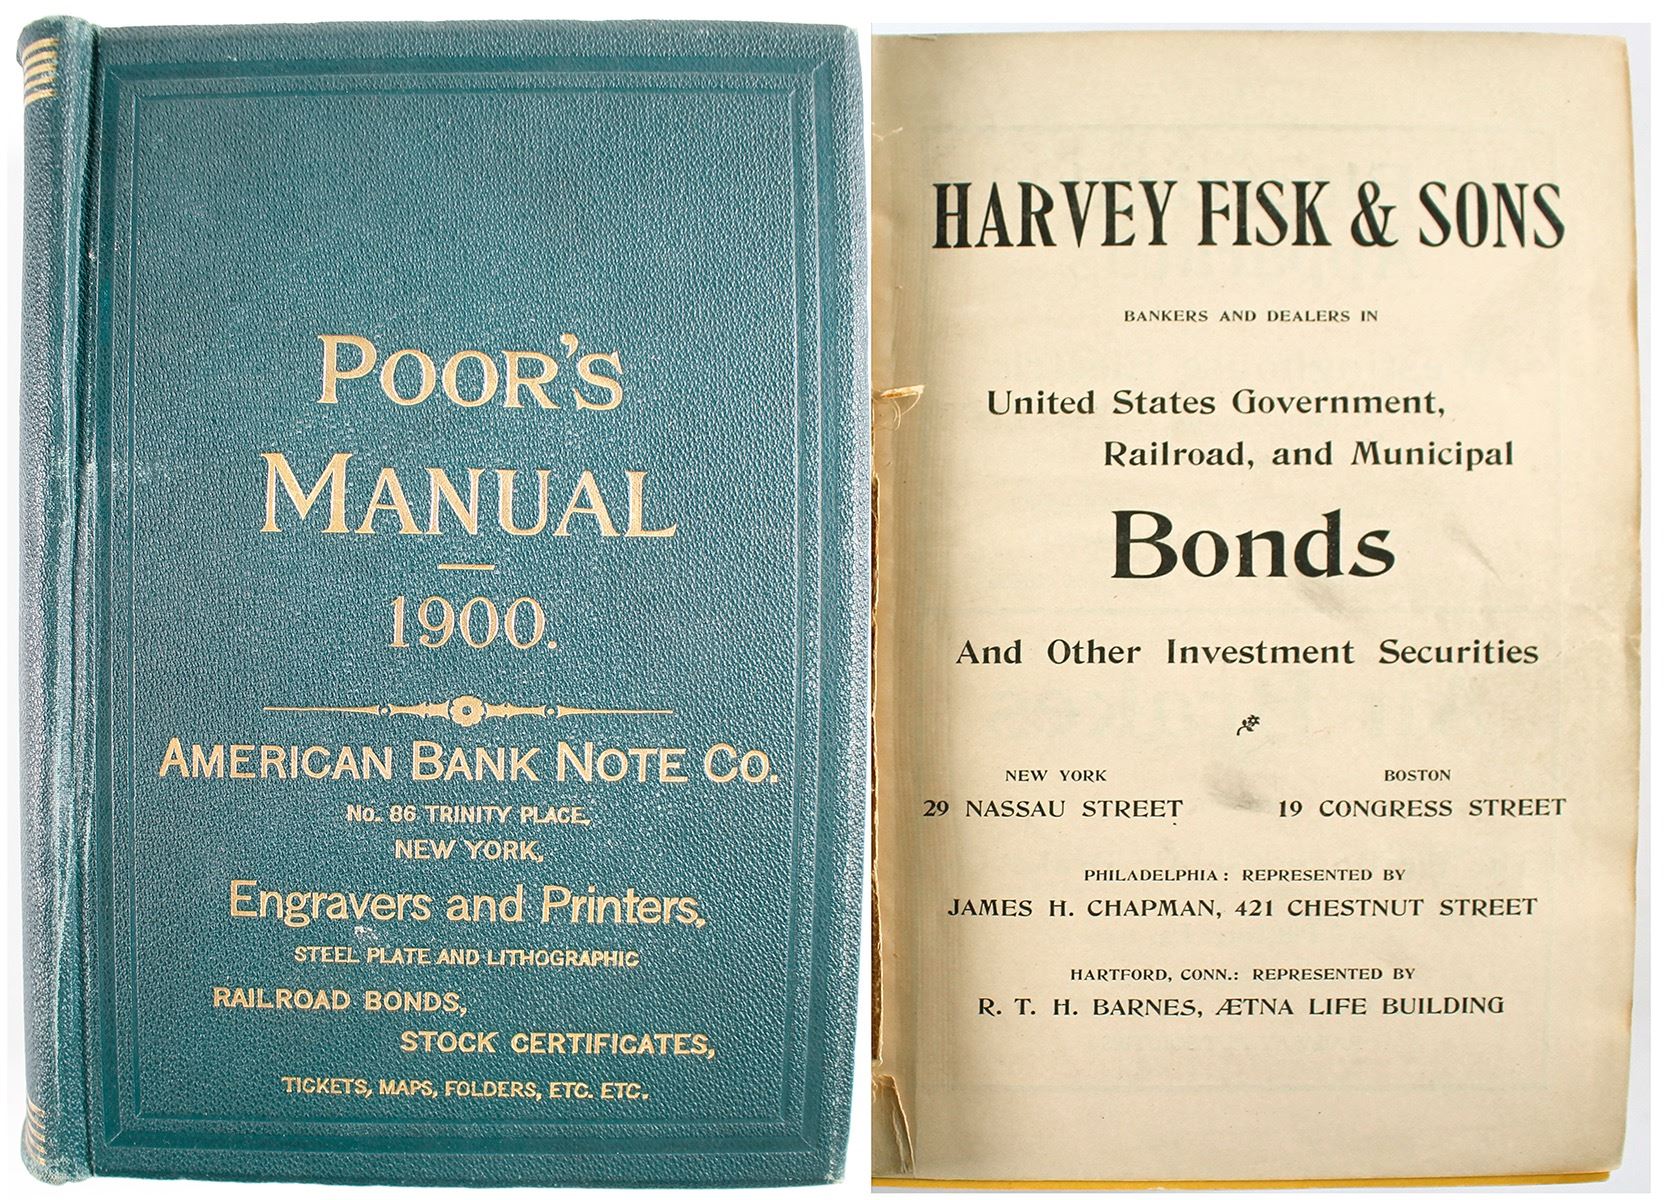 POOR'S
MANUAL
1900.
AMERICAN BANK NOTE CO.
No. 86 TRINITY PLACE,
NEW YORK,
Engravers and Printers,
STEEL PLATE AND LITHOGRAPHIC
RAILROAD BONDS,
STOCK CERTIFICATES,
TICKETS, MAPS, FOLDERS, ETC. ETC.
HARVEY FISK & SONS
BANKERS AND DEALERS IN
United States Government,
Railroad, and Municipal
Bonds
And Other Investment Securities
NEW YORK BOSTON
29 NASSAU STREET 19 CONGRESS STREET
PHILADELPHIA: REPRESENTED BY
JAMES H. CHAPMAN, 421 CHESTNUT STREET
HARTFORD, CONN.: REPRESENTED BY
R. T. H. BARNES, ÆTNA LIFE BUILDING